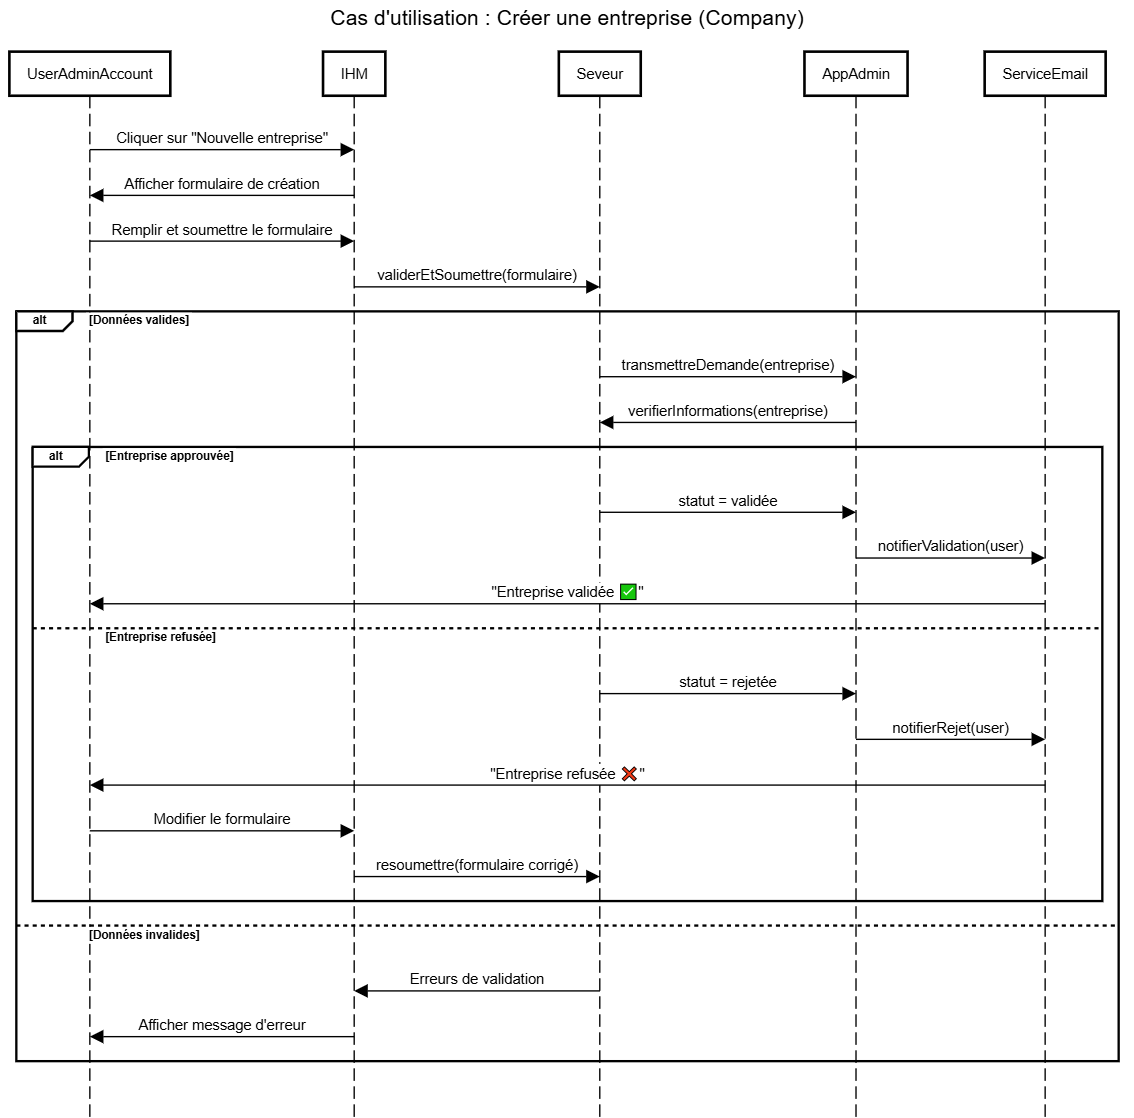 Cas d'utilisation : Créer une entreprise (Company)
UserAdminAccount
IHM
Seveur
AppAdmin
ServiceEmail
Cliquer sur "Nouvelle entreprise"
Afficher formulaire de création
Remplir et soumettre le formulaire
validerEtSoumettre(formulaire)
alt
[Données valides]
transmettreDemande(entreprise)
verifierInformations(entreprise)
alt
[Entreprise approuvée]
statut = validée
notifierValidation(user)
"Entreprise validée ✅"
[Entreprise refusée]
statut = rejetée
notifierRejet(user)
"Entreprise refusée ❌"
Modifier le formulaire
resoumettre(formulaire corrigé)
[Données invalides]
Erreurs de validation
Afficher message d'erreur